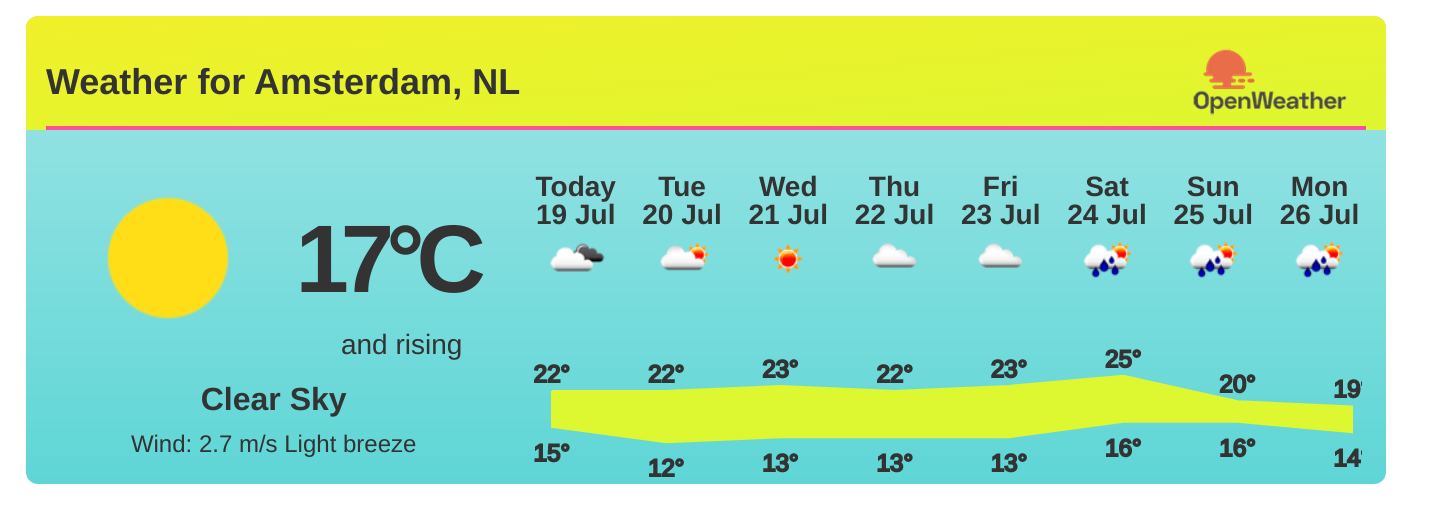 Weather for Amsterdam, NL
OpenWeather
Today Tue Wed Thu Fri Sat Sun Mon
19 Jul 20 Jul 21 Jul 22 Jul 23 Jul 24 Jul 25 Jul 26 Jul
17°C
and rising
Clear Sky
Wind: 2.7 m/s Light breeze
22° 22° 23° 22° 23° 25° 20° 19°
15° 12° 13° 13° 13° 16° 16° 14°